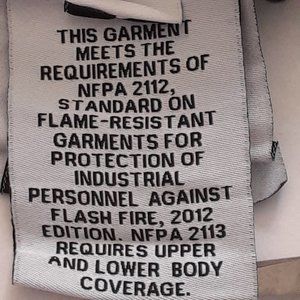 THIS GARMENT
MEETS THE
REQUIREMENTS OF
NFPA 2112,
STANDARD ON
FLAME-RESISTANT
GARMENTS FOR
PROTECTION OF
INDUSTRIAL
PERSONNEL AGAINST
FLASH FIRE, 2012
EDITION. NFPA 2113
REQUIRES UPPER
AND LOWER BODY
COVERAGE.